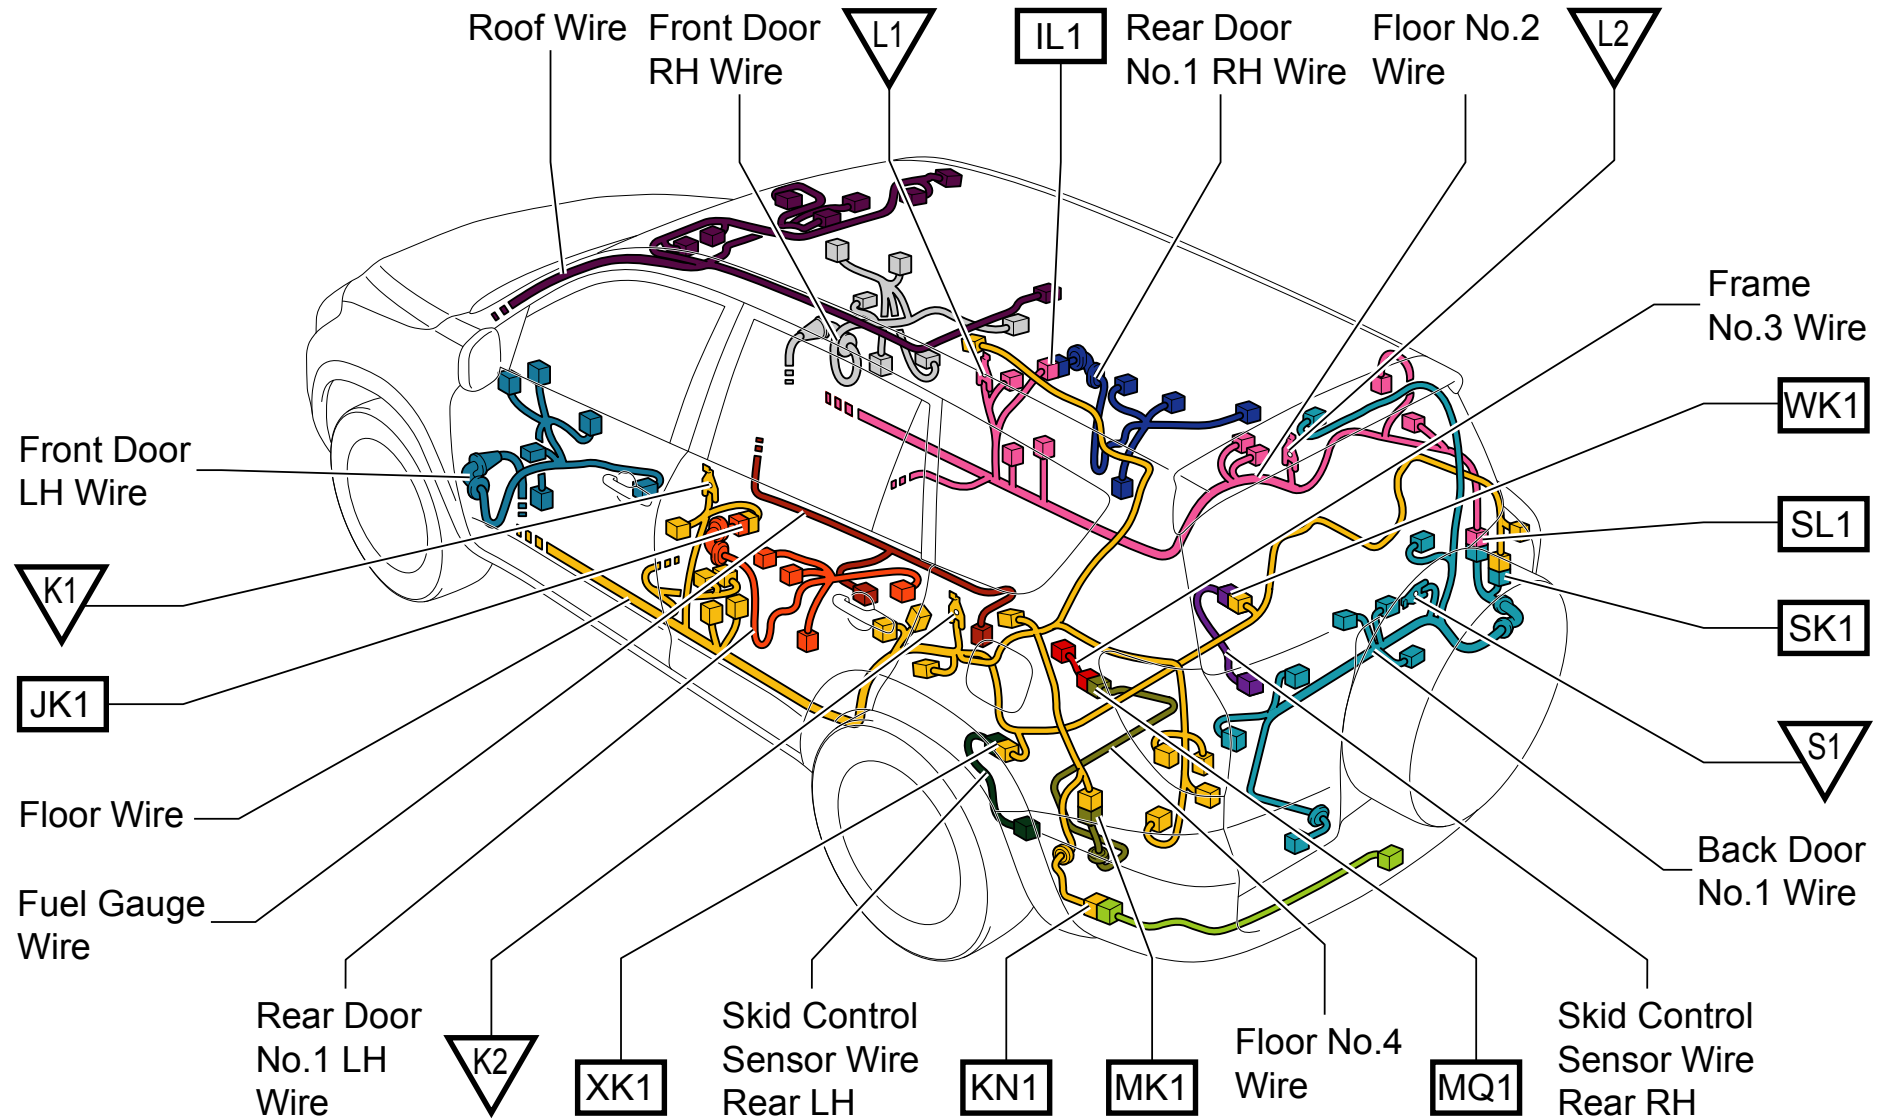 Roof Wire
Front Door
RH Wire
L1
IL1
Rear Door
No.1 RH Wire
Floor No.2
Wire
L2
Frame
No.3 Wire
WK1
SL1
SK1
S1
Back Door
No.1 Wire
Front Door
LH Wire
K1
JK1
Floor Wire
Fuel Gauge
Wire
Rear Door
No.1 LH
Wire
K2
XK1
Skid Control
Sensor Wire
Rear LH
KN1
MK1
Floor No.4
Wire
MQ1
Skid Control
Sensor Wire
Rear RH